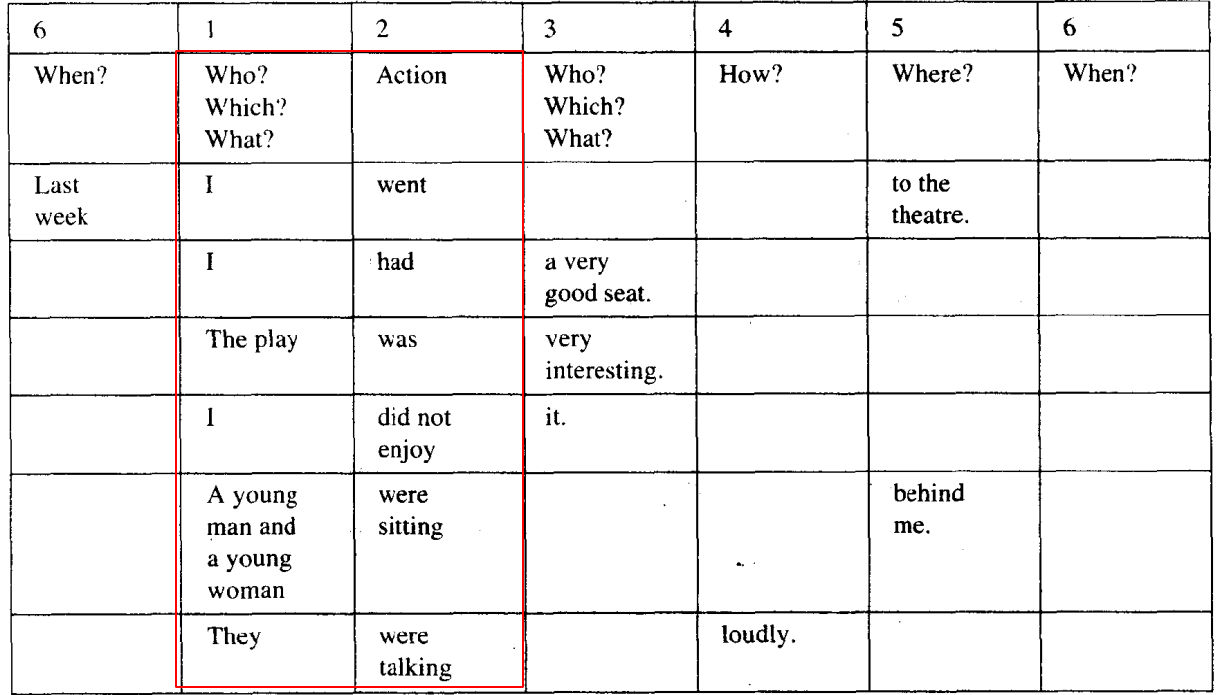 6 1 2 3 4 5 6
When? Who? Action Who? How? Where? When?
Which? Which?
What? What?
Last I went to the
week theatre.
I had a very
good seat.
The play was very
interesting.
I did not it.
enjoy
A young were behind
man and sitting me.
a young
woman
They were loudly.
talking